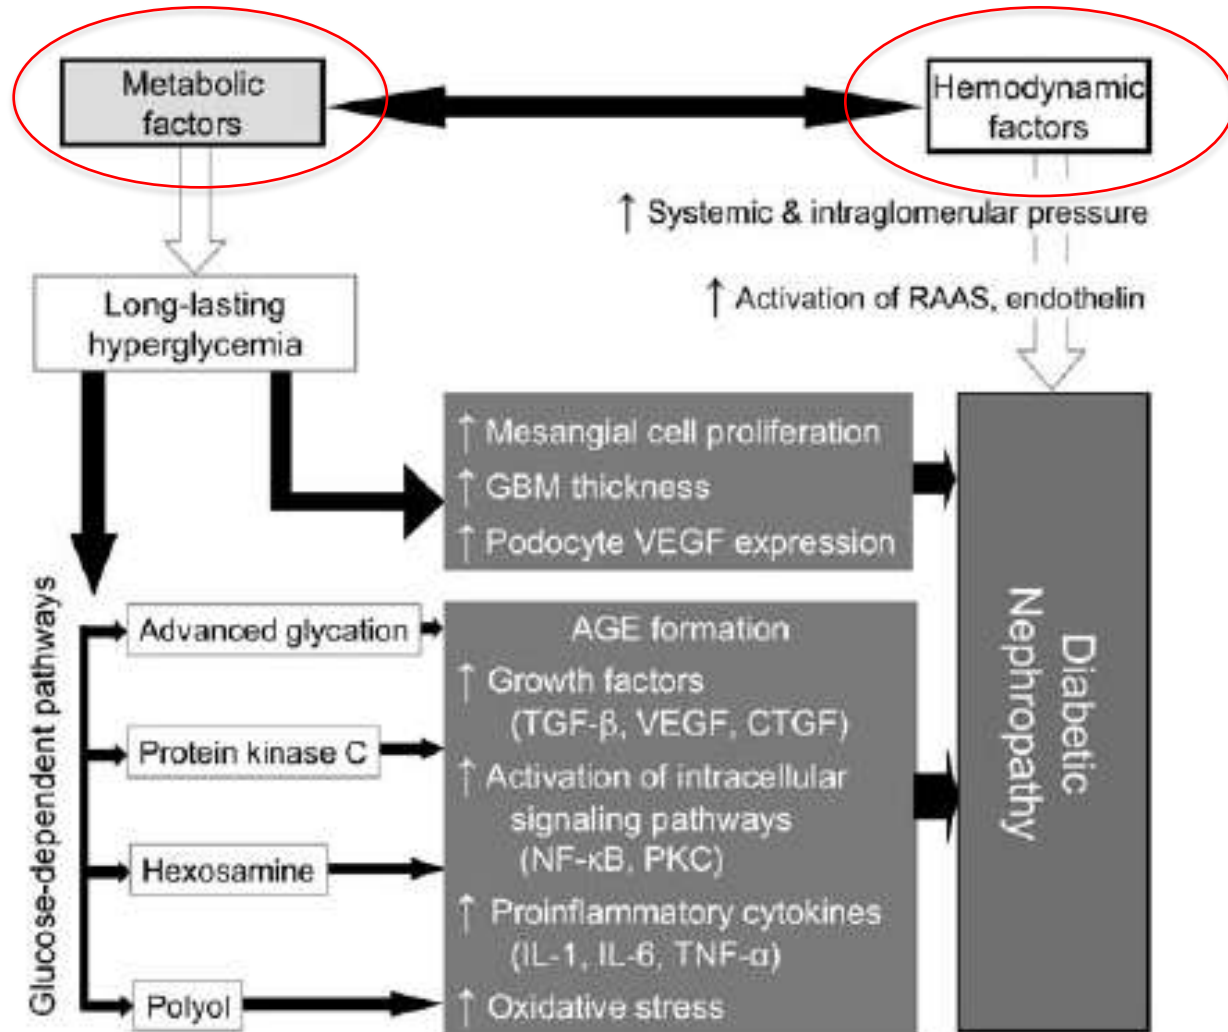 Metabolic
factors
Hemodynamic
factors
↑ Systemic & intraglomerular pressure
↑ Activation of RAAS, endothelin
Long-lasting
hyperglycemia
↑ Mesangial cell proliferation
↑ GBM thickness
↑ Podocyte VEGF expression
Glucose-dependent pathways
Advanced glycation
Protein kinase C
Hexosamine
Polyol
AGE formation
↑ Growth factors
(TGF-β, VEGF, CTGF)
↑ Activation of intracellular
signaling pathways
(NF-κB, PKC)
↑ Proinflammatory cytokines
(IL-1, IL-6, TNF-α)
↑ Oxidative stress
Diabetic
Nephropathy